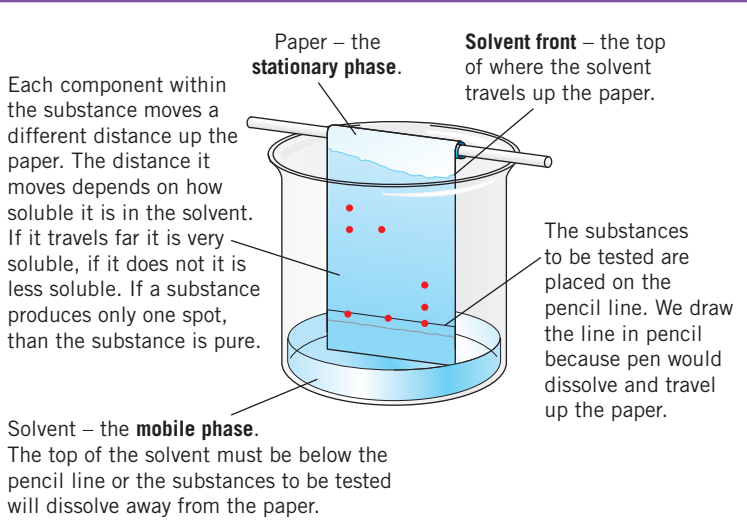 Paper – the
stationary phase.
Solvent front – the top
of where the solvent
travels up the paper.
Each component within
the substance moves a
different distance up the
paper. The distance it
moves depends on how
soluble it is in the solvent.
If it travels far it is very
soluble, if it does not it is
less soluble. If a substance
produces only one spot,
than the substance is pure.
The substances
to be tested are
placed on the
pencil line. We draw
the line in pencil
because pen would
dissolve and travel
up the paper.
Solvent – the mobile phase.
The top of the solvent must be below the
pencil line or the substances to be tested
will dissolve away from the paper.